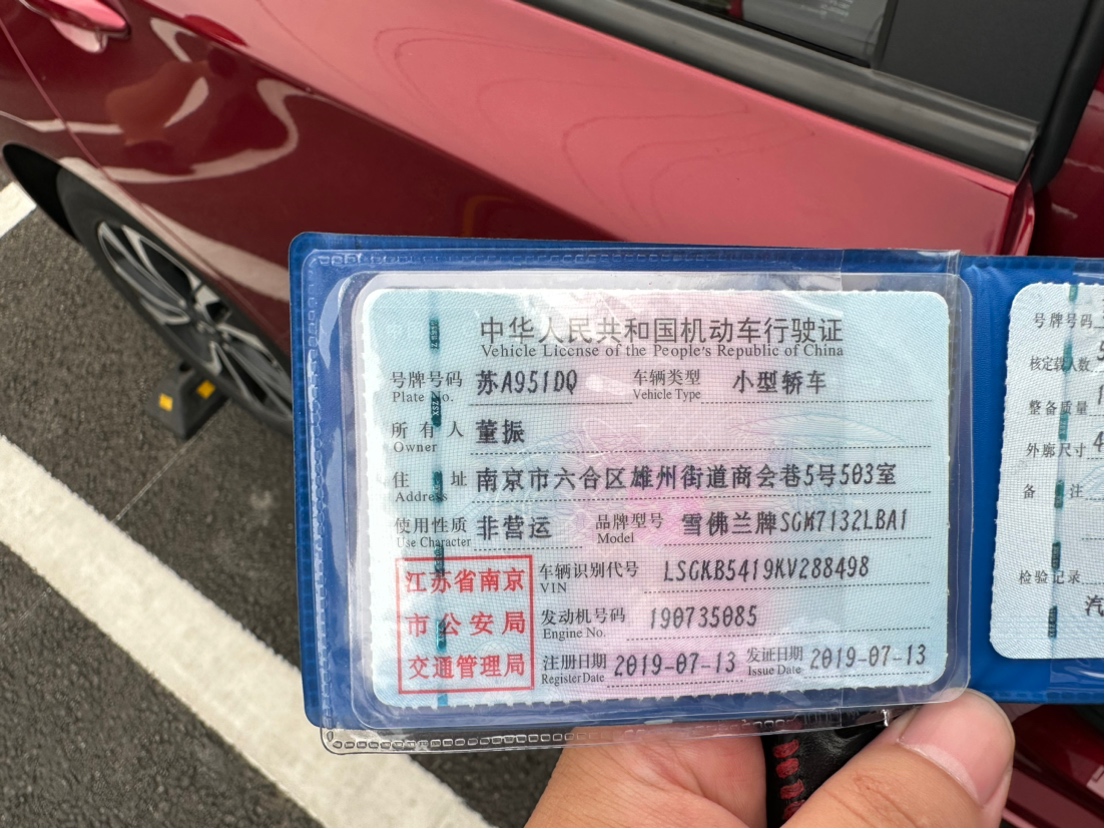 中华人民共和国机动车行驶证
Vehicle License of the People's Republic of China
号牌号码 苏A951DQ 车辆类型 小型轿车
Plate No. Vehicle Type
所有人 董振
Owner
住址 南京市六合区雄州街道商会巷5号503室
Address
使用性质 非营运 品牌型号 雪佛兰牌SGM7132LBA1
Use Character Model
江苏省南京
市公安局
交通管理局
车辆识别代号 LSGKB5419KV288498
VIN
发动机号码 190735085
Engine No.
注册日期 2019-07-13 发证日期 2019-07-13
Register Date Issue Date
号牌号码
核定载人数 5
整备质量 1
外廓尺寸 4
备注
检验记录
汽